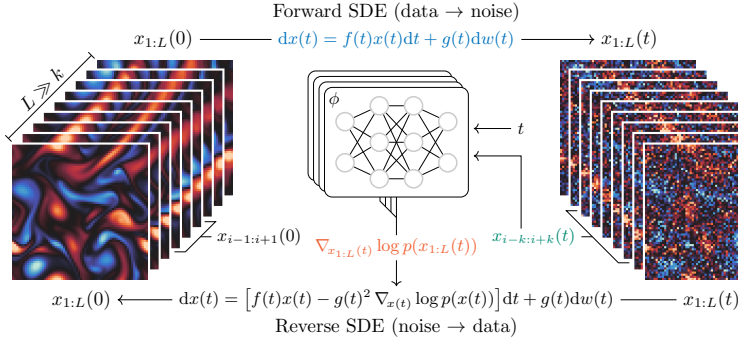 Forward SDE (data → noise)
x_{1:L}(0) dx(t) = f(t)x(t)dt + g(t)dw(t) x_{1:L}(t)
L ≫ k
ϕ
t
x_{i−1:i+1}(0)
x_{i−k:i+k}(t)
∇_{x_{1:L}(t)} log p(x_{1:L}(t))
x_{1:L}(0) dx(t) = [f(t)x(t) − g(t)² ∇_{x(t)} log p(x(t))]dt + g(t)dw(t) x_{1:L}(t)
Reverse SDE (noise → data)